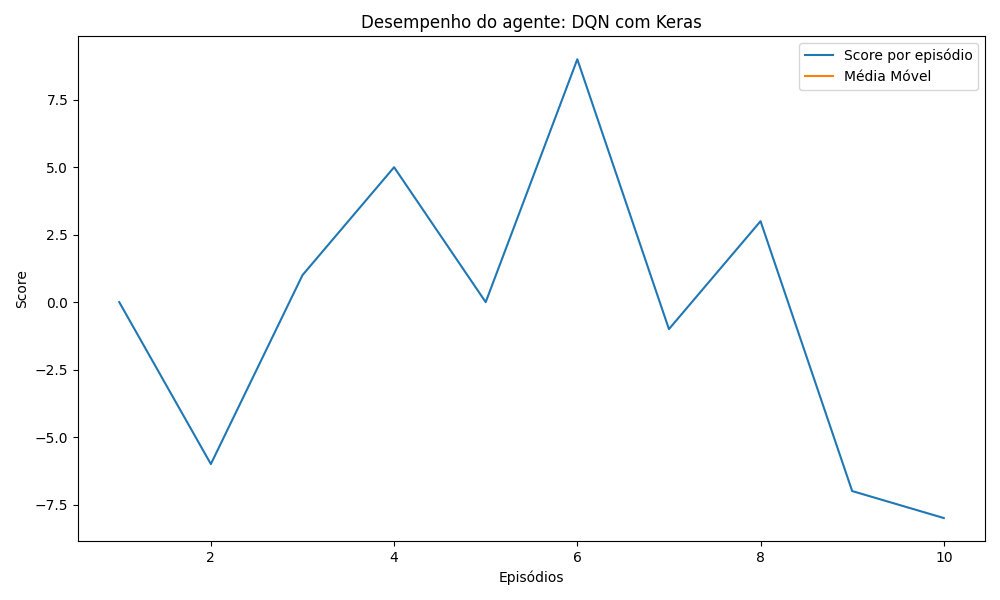 Desempenho do agente: DQN com Keras
Score por episódio
Média Móvel
7.5
5.0
2.5
0.0
−2.5
−5.0
−7.5
Score
2 4 6 8 10
Episódios